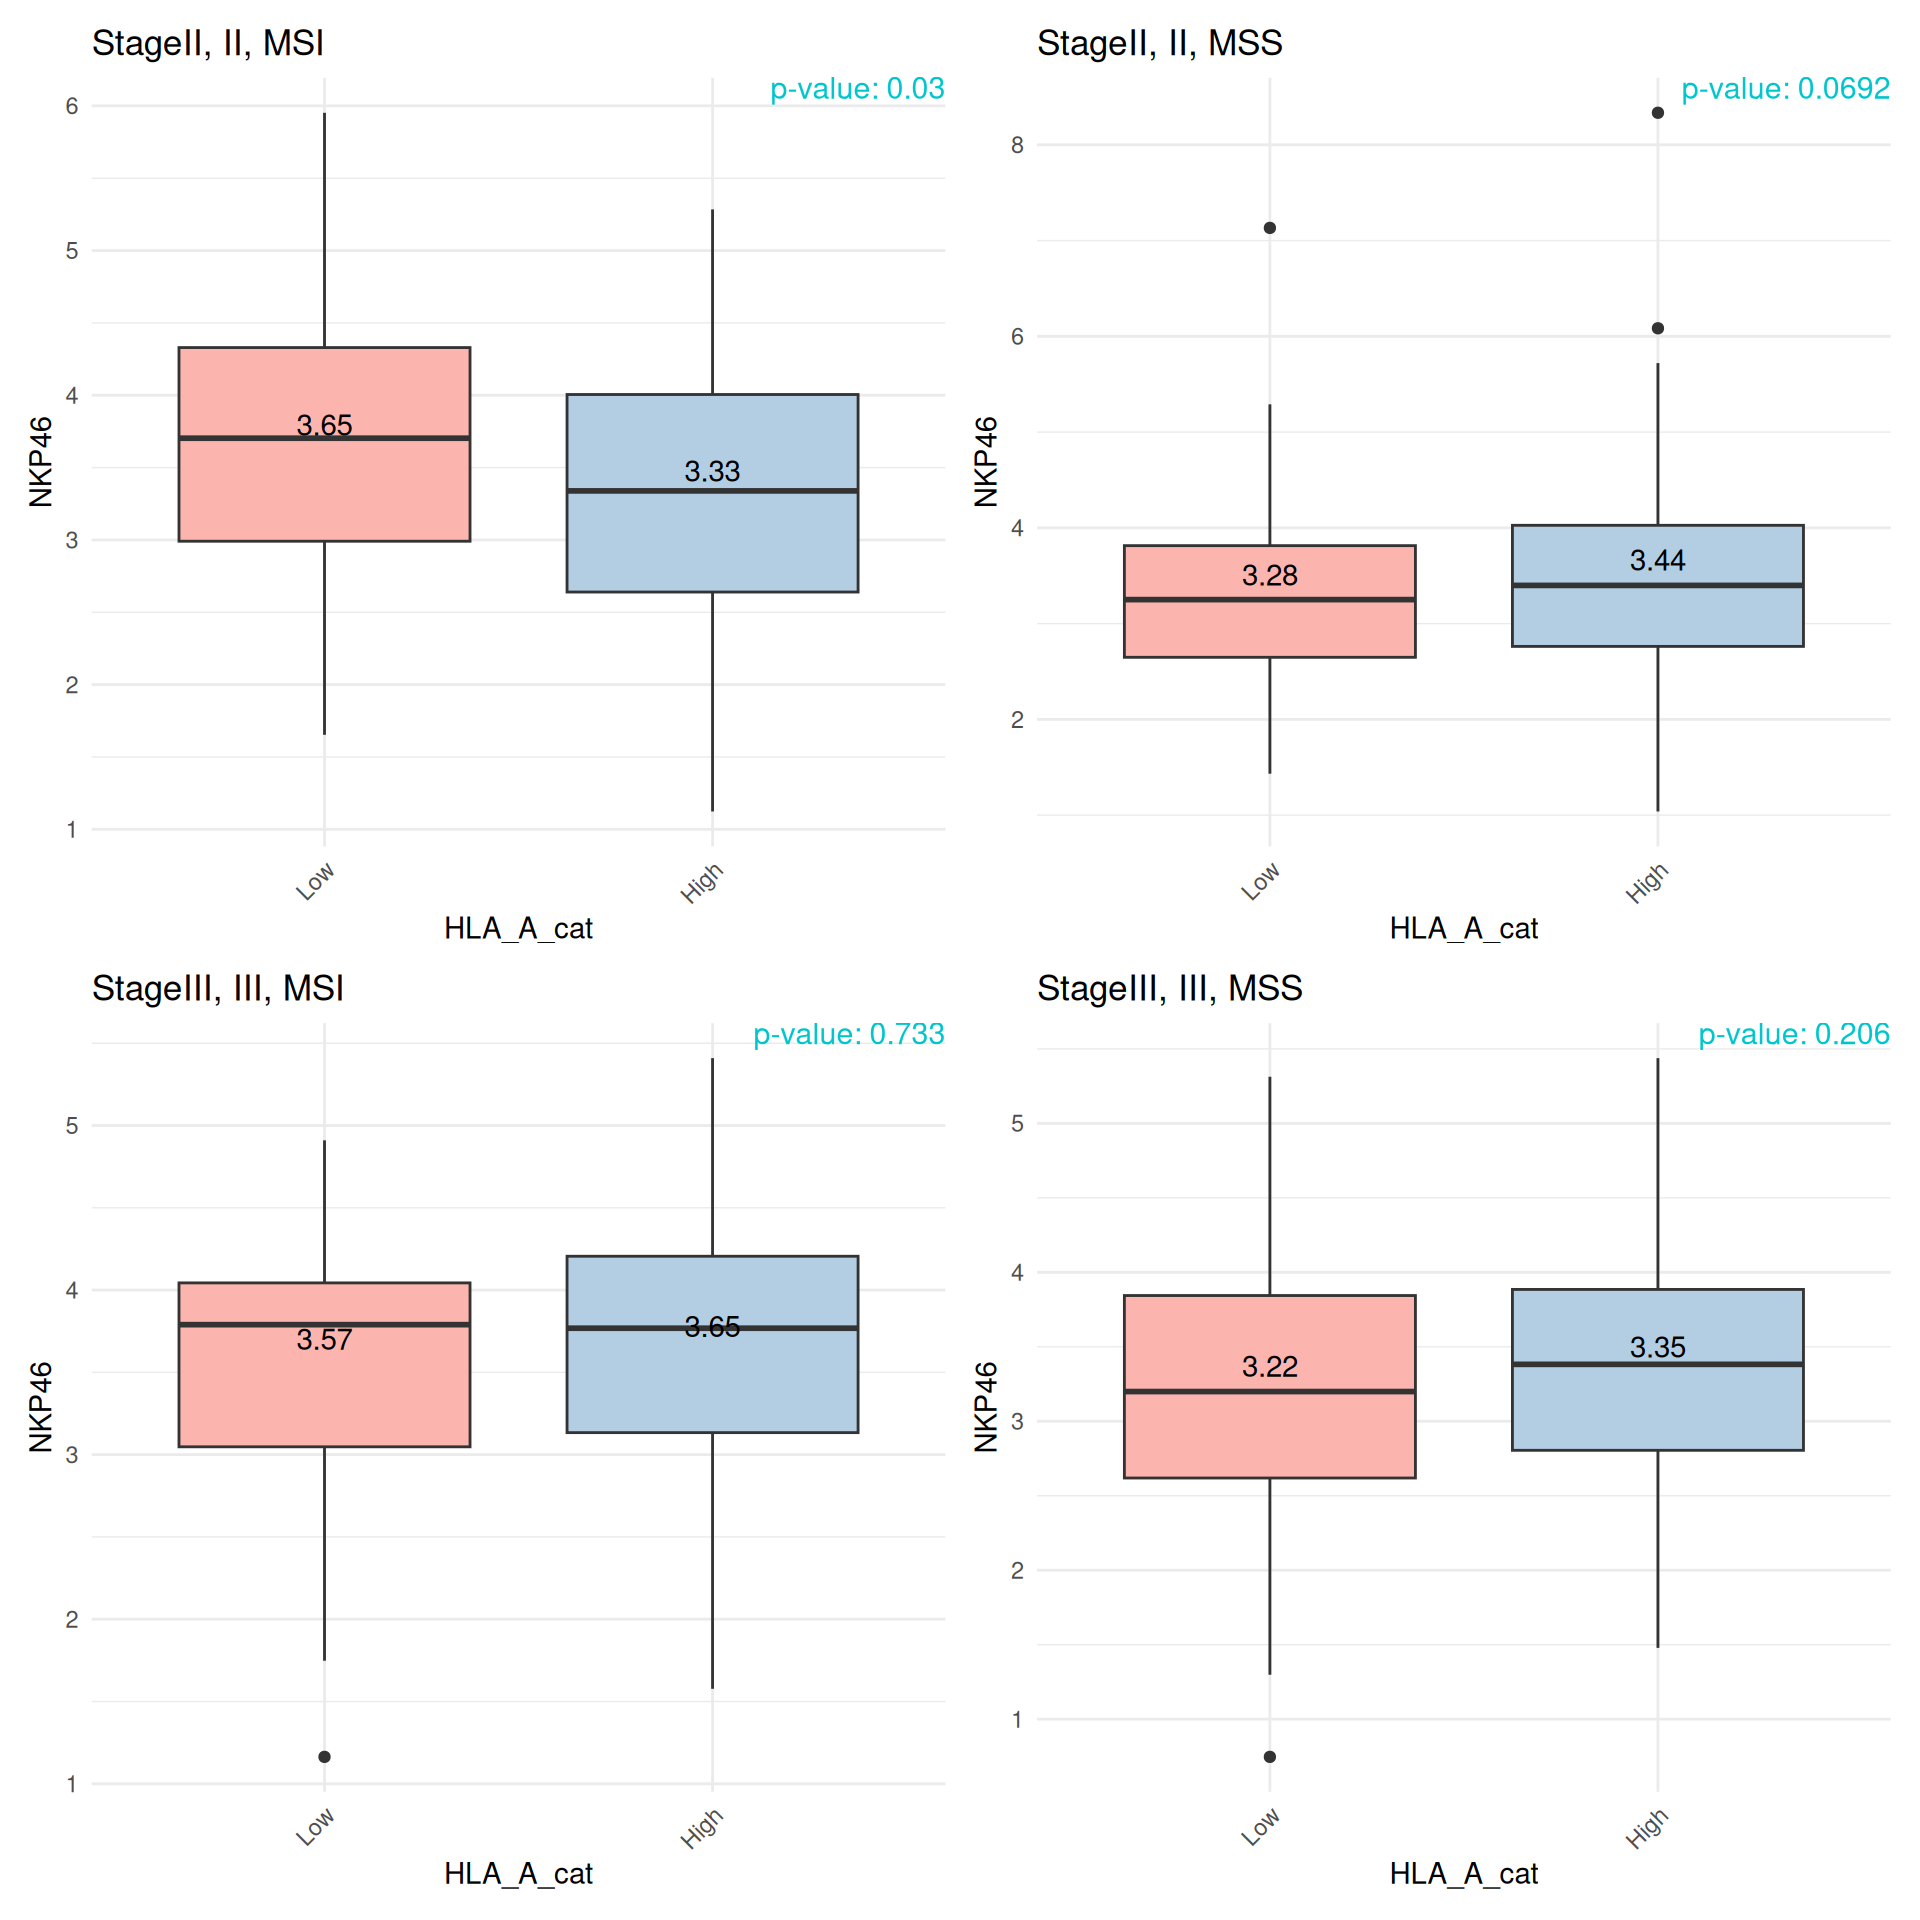 StageII, II, MSI
p-value: 0.03
6
5
4
3
2
1
NKP46
3.65
3.33
Low
High
HLA_A_cat
StageII, II, MSS
p-value: 0.0692
8
6
4
2
NKP46
3.28
3.44
Low
High
HLA_A_cat
StageIII, III, MSI
p-value: 0.733
5
4
3
2
1
NKP46
3.57
3.65
Low
High
HLA_A_cat
StageIII, III, MSS
p-value: 0.206
5
4
3
2
1
NKP46
3.22
3.35
Low
High
HLA_A_cat